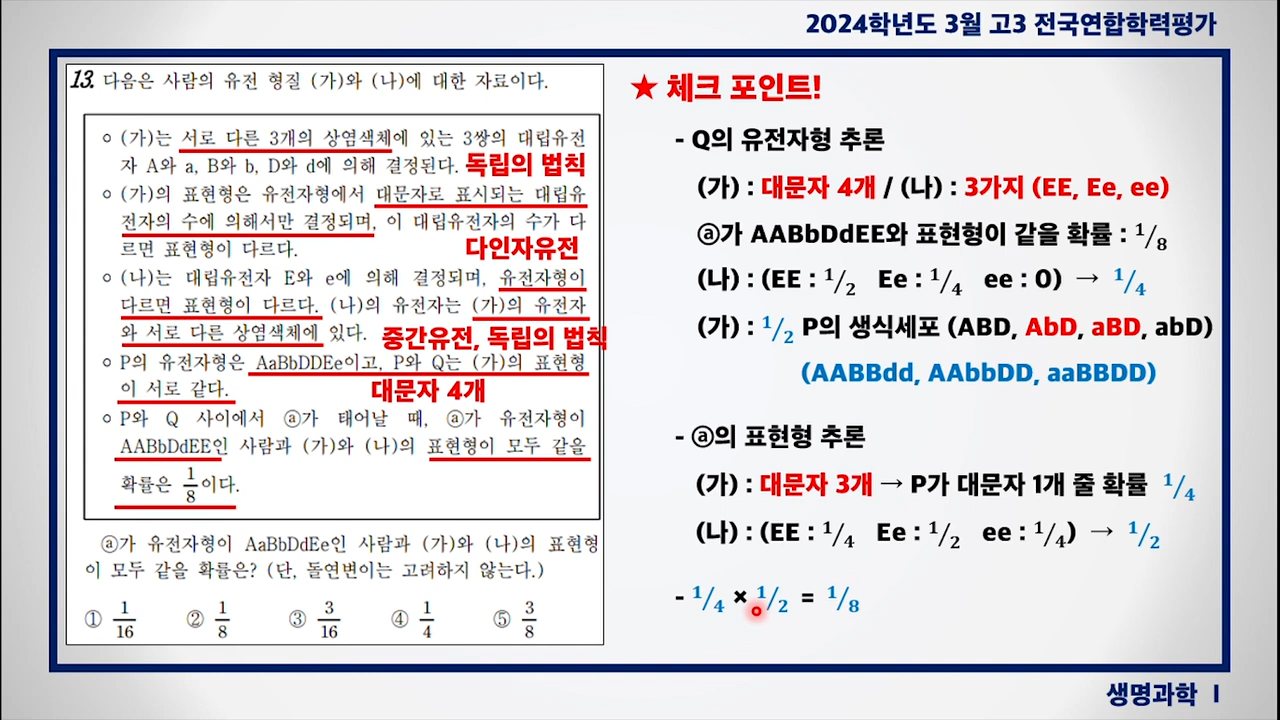 2024학년도 3월 고3 전국연합학력평가
13. 다음은 사람의 유전 형질 (가)와 (나)에 대한 자료이다.
○ (가)는 서로 다른 3개의 상염색체에 있는 3쌍의 대립유전
자 A와 a, B와 b, D와 d에 의해 결정된다. 독립의 법칙
○ (가)의 표현형은 유전자형에서 대문자로 표시되는 대립유
전자의 수에 의해서만 결정되며, 이 대립유전자의 수가 다
르면 표현형이 다르다. 다인자유전
○ (나)는 대립유전자 E와 e에 의해 결정되며, 유전자형이
다르면 표현형이 다르다. (나)의 유전자는 (가)의 유전자
와 서로 다른 상염색체에 있다. 중간유전, 독립의 법칙
○ P의 유전자형은 AaBbDDEe이고, P와 Q는 (가)의 표현형
이 서로 같다. 대문자 4개
○ P와 Q 사이에서 ⓐ가 태어날 때, ⓐ가 유전자형이
AABbDdEE인 사람과 (가)와 (나)의 표현형이 모두 같을
확률은 1/8이다.
ⓐ가 유전자형이 AaBbDdEe인 사람과 (가)와 (나)의 표현형
이 모두 같을 확률은? (단, 돌연변이는 고려하지 않는다.)
① 1/16 ② 1/8 ③ 3/16 ④ 1/4 ⑤ 3/8
★ 체크 포인트!
- Q의 유전자형 추론
(가) : 대문자 4개 / (나) : 3가지 (EE, Ee, ee)
ⓐ가 AABbDdEE와 표현형이 같을 확률 : 1/8
(나) : (EE : 1/2 Ee : 1/4 ee : 0) → 1/4
(가) : 1/2 P의 생식세포 (ABD, AbD, aBD, abD)
(AABBdd, AAbbDD, aaBBDD)
- ⓐ의 표현형 추론
(가) : 대문자 3개 → P가 대문자 1개 줄 확률 1/4
(나) : (EE : 1/4 Ee : 1/2 ee : 1/4) → 1/2
- 1/4 × 1/2 = 1/8
생명과학 Ⅰ